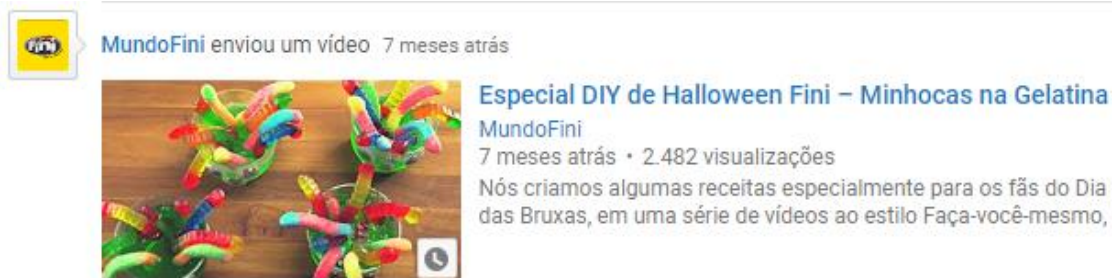 fini
MundoFini enviou um vídeo 7 meses atrás
Especial DIY de Halloween Fini – Minhocas na Gelatina
MundoFini
7 meses atrás • 2.482 visualizações
Nós criamos algumas receitas especialmente para os fãs do Dia
das Bruxas, em uma série de vídeos ao estilo Faça-você-mesmo,